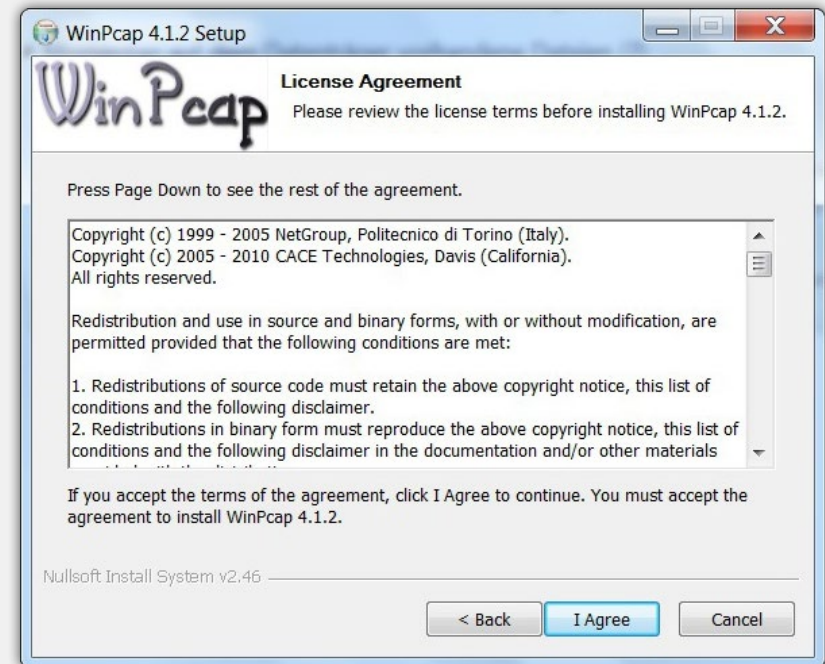 WinPcap 4.1.2 Setup
WinPcap
License Agreement
Please review the license terms before installing WinPcap 4.1.2.
Press Page Down to see the rest of the agreement.
Copyright (c) 1999 - 2005 NetGroup, Politecnico di Torino (Italy).
Copyright (c) 2005 - 2010 CACE Technologies, Davis (California).
All rights reserved.
Redistribution and use in source and binary forms, with or without modification, are
permitted provided that the following conditions are met:
1. Redistributions of source code must retain the above copyright notice, this list of
conditions and the following disclaimer.
2. Redistributions in binary form must reproduce the above copyright notice, this list of
conditions and the following disclaimer in the documentation and/or other materials
If you accept the terms of the agreement, click I Agree to continue. You must accept the
agreement to install WinPcap 4.1.2.
Nullsoft Install System v2.46
< Back
I Agree
Cancel